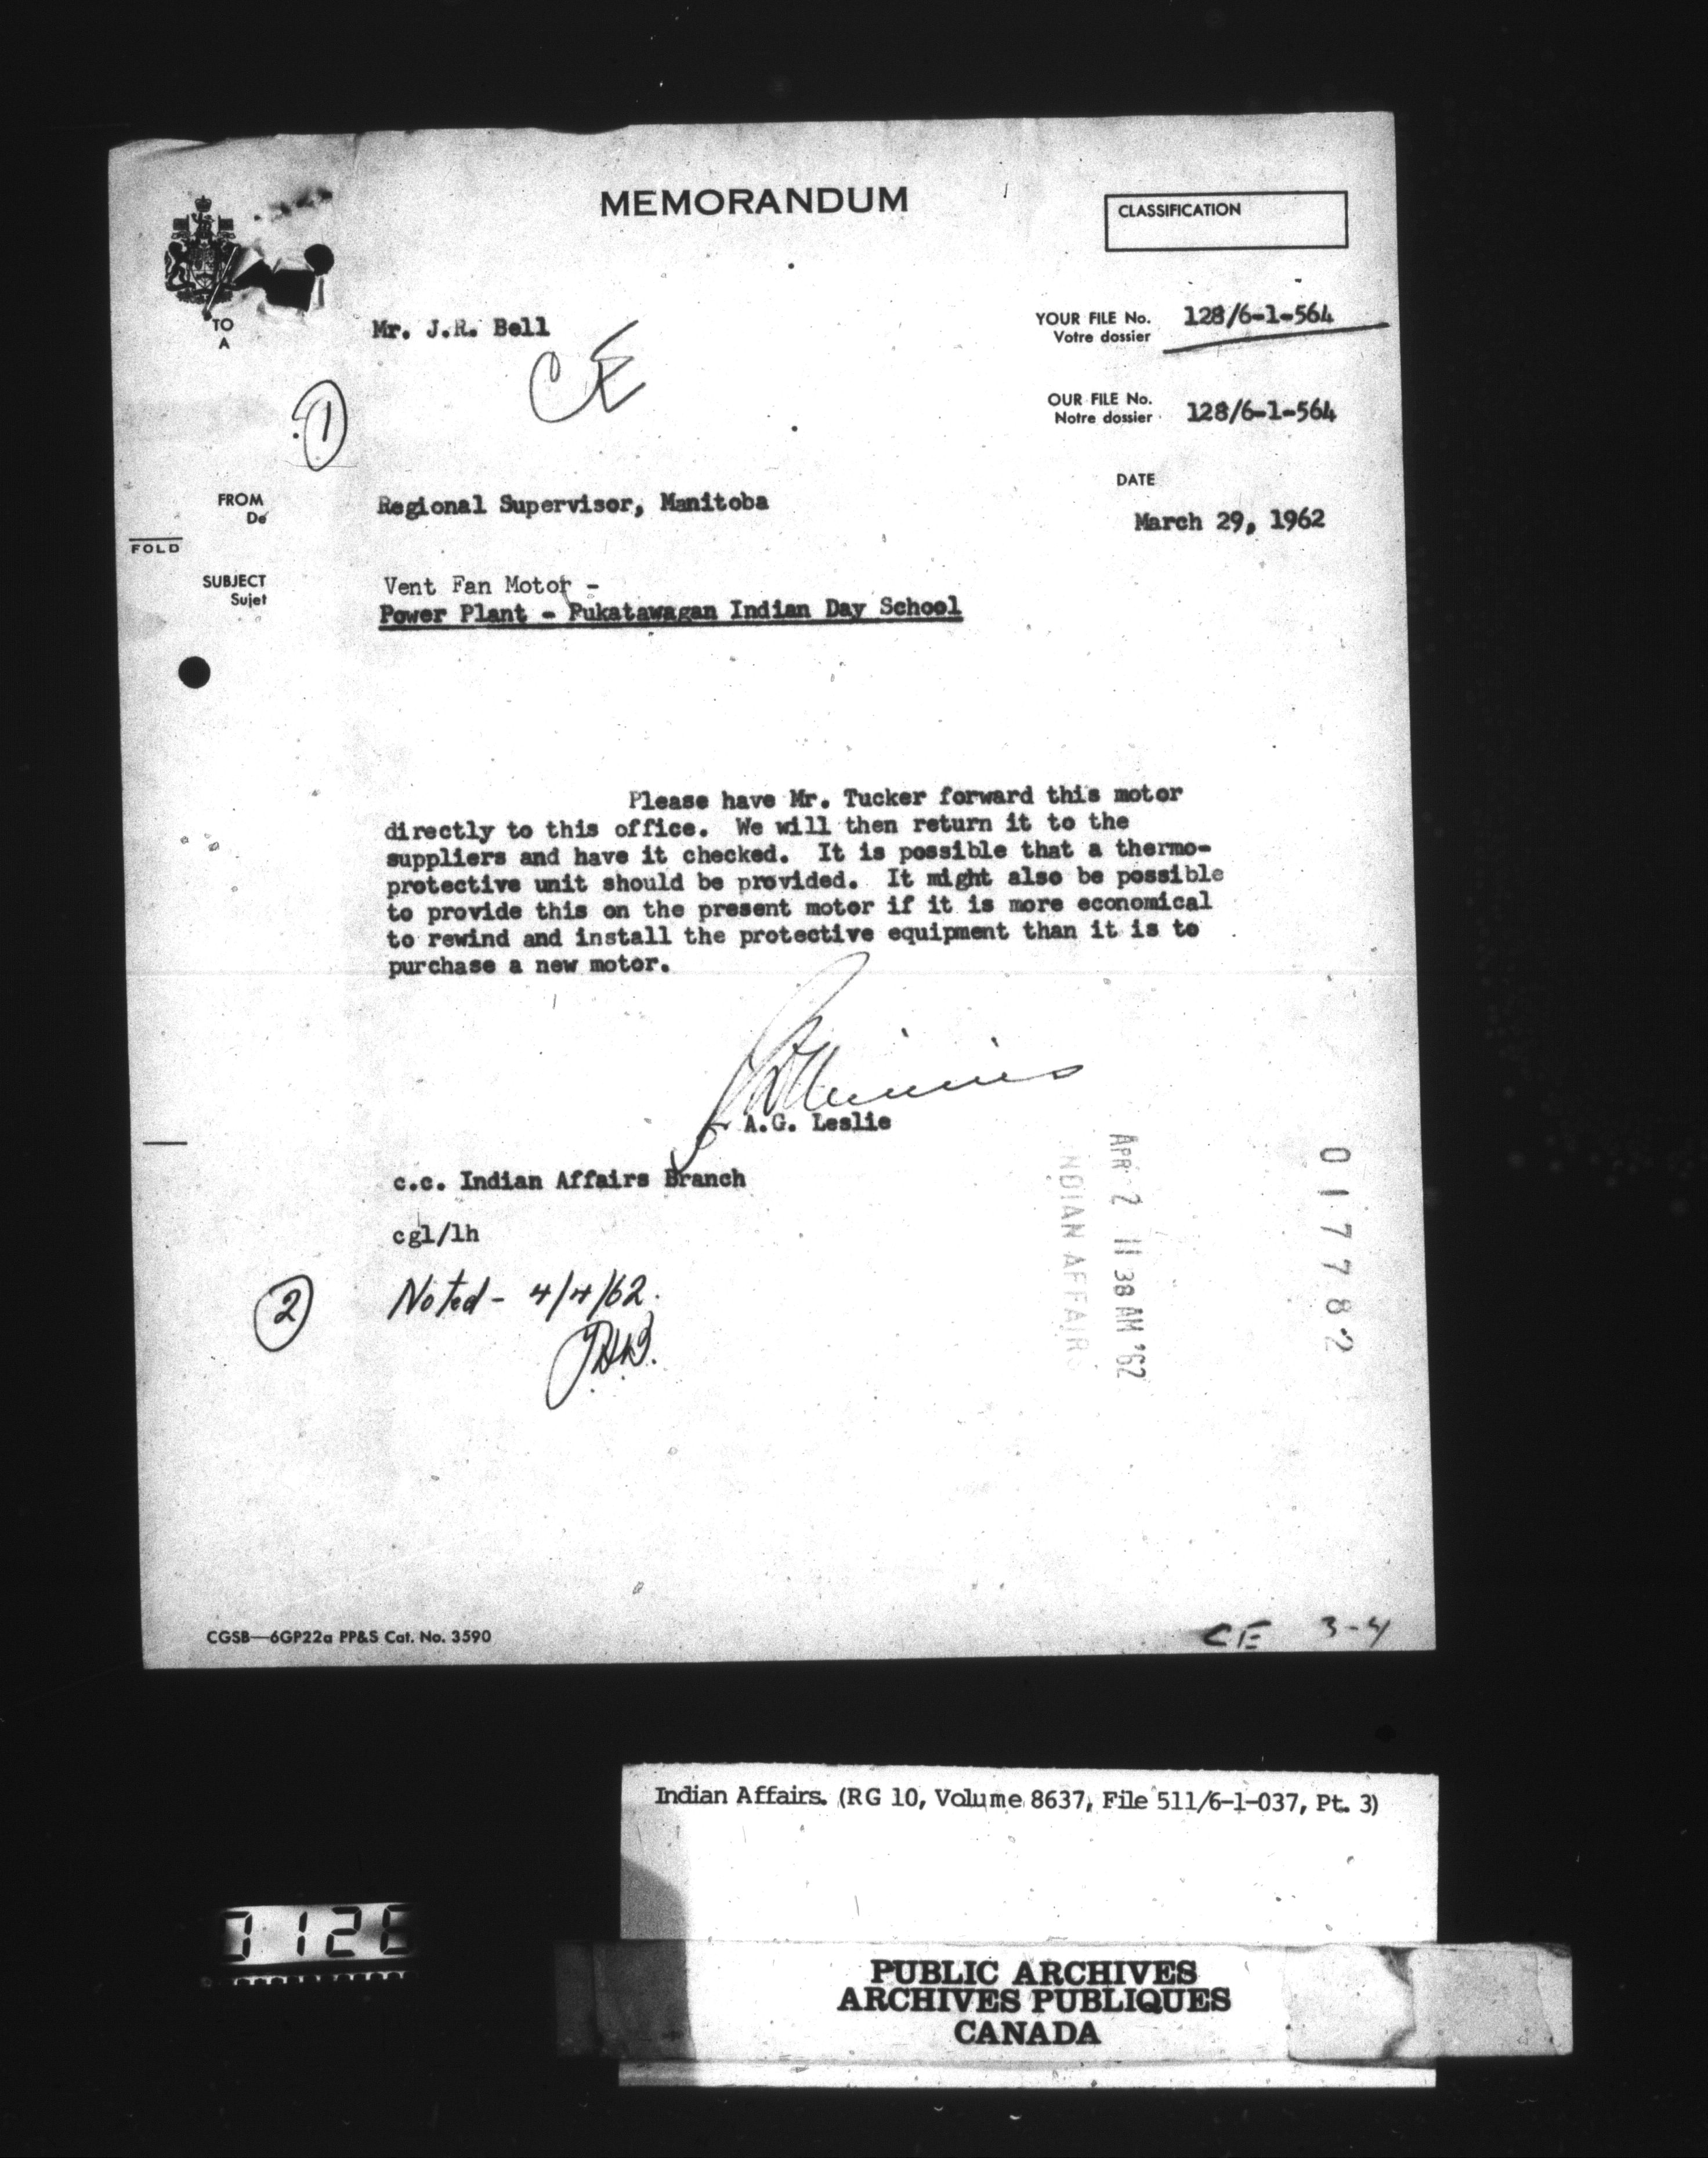 MEMORANDUM
CLASSIFICATION
TO
A
Mr. J.R. Bell
CE
YOUR FILE No.
Votre dossier
128/6-1-564
1
OUR FILE No.
Notre dossier
128/6-1-564
FROM
De
Regional Supervisor, Manitoba
DATE
March 29, 1962
FOLD
SUBJECT
Sujet
Vent Fan Motor -
Power Plant - Pukatawagan Indian Day School
Please have Mr. Tucker forward this motor
directly to this office. We will then return it to the
suppliers and have it checked. It is possible that a thermo-
protective unit should be provided. It might also be possible
to provide this on the present motor if it is more economical
to rewind and install the protective equipment than it is to
purchase a new motor.
A.G. Leslie
c.c. Indian Affairs Branch
cgl/lh
2
Noted - 4/4/62.
APR 2 11 38 AM '62
INDIAN AFFAIRS
017782
CGSB—6GP22a PP&S Cat. No. 3590
CE 3-4
Indian Affairs. (RG 10, Volume 8637, File 511/6-1-037, Pt. 3)
PUBLIC ARCHIVES
ARCHIVES PUBLIQUES
CANADA